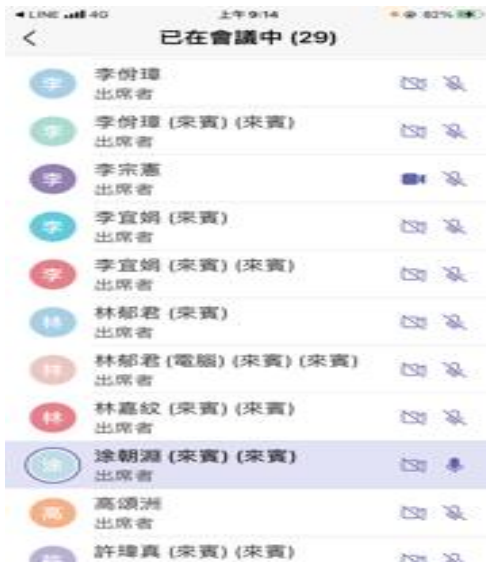 LINE 4G 上午9:14 82%
已在會議中 (29)
李
李佾璋
出席者
李
李佾璋 (來賓) (來賓)
出席者
李
李宗憲
出席者
李
李宜娟 (來賓)
出席者
李
李宜娟 (來賓) (來賓)
出席者
林
林郁君 (來賓)
出席者
林
林郁君 (電腦) (來賓) (來賓)
出席者
林
林嘉紋 (來賓) (來賓)
出席者
涂
涂朝淵 (來賓) (來賓)
出席者
高
高頌洲
出席者
許
許瑋真 (來賓) (來賓)